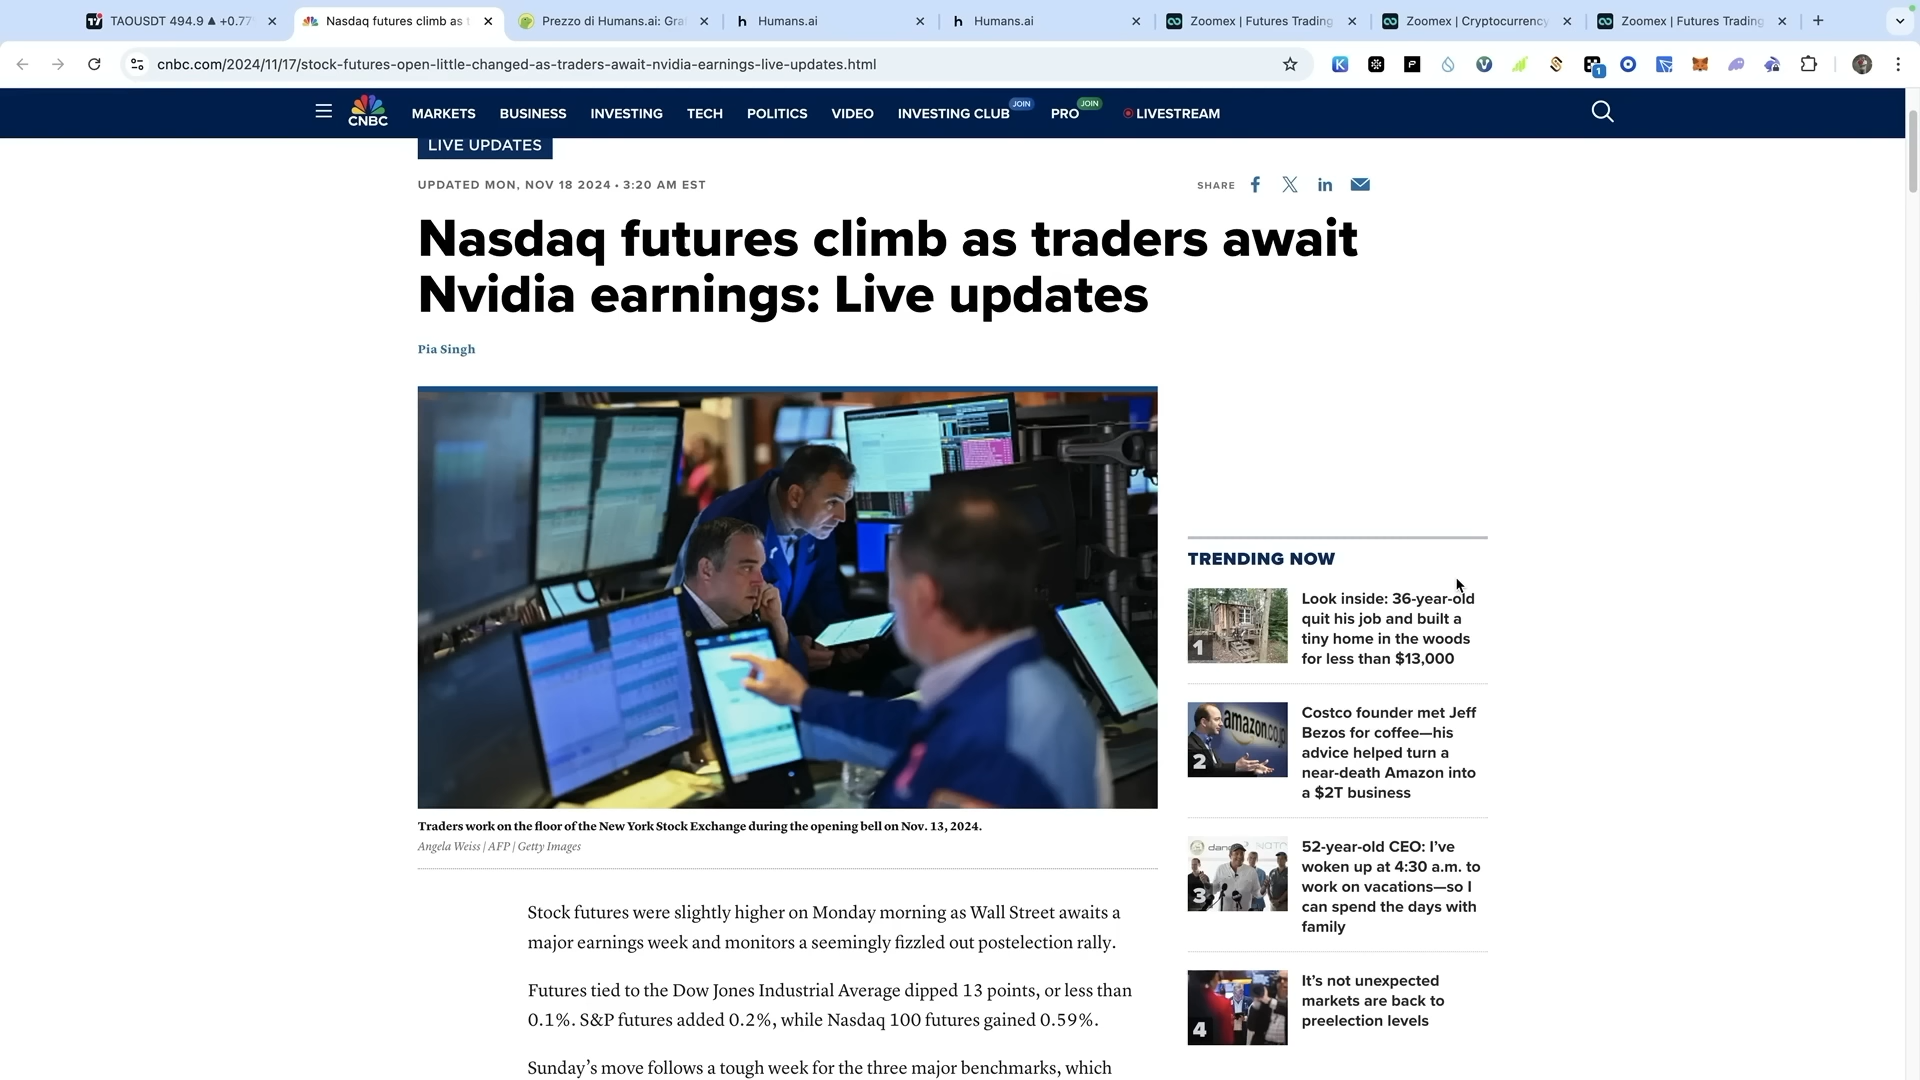 TAOUSDT 494.9 ▲ +0.77
Nasdaq futures climb as t
Prezzo di Humans.ai: Gra
Humans.ai
Humans.ai
Zoomex | Futures Trading
Zoomex | Cryptocurrency
Zoomex | Futures Trading
cnbc.com/2024/11/17/stock-futures-open-little-changed-as-traders-await-nvidia-earnings-live-updates.html
1
CNBC
MARKETS
BUSINESS
INVESTING
TECH
POLITICS
VIDEO
INVESTING CLUB
JOIN
PRO
JOIN
LIVESTREAM
LIVE UPDATES
UPDATED MON, NOV 18 2024 • 3:20 AM EST
SHARE
Nasdaq futures climb as traders await
Nvidia earnings: Live updates
Pia Singh
Traders work on the floor of the New York Stock Exchange during the opening bell on Nov. 13, 2024.
Angela Weiss | AFP | Getty Images
Stock futures were slightly higher on Monday morning as Wall Street awaits a
major earnings week and monitors a seemingly fizzled out postelection rally.
Futures tied to the Dow Jones Industrial Average dipped 13 points, or less than
0.1%. S&P futures added 0.2%, while Nasdaq 100 futures gained 0.59%.
Sunday’s move follows a tough week for the three major benchmarks, which
TRENDING NOW
1
Look inside: 36-year-old
quit his job and built a
tiny home in the woods
for less than $13,000
amazon.co.jp
2
Costco founder met Jeff
Bezos for coffee—his
advice helped turn a
near-death Amazon into
a $2T business
3
52-year-old CEO: I’ve
woken up at 4:30 a.m. to
work on vacations—so I
can spend the days with
family
4
It’s not unexpected
markets are back to
preelection levels